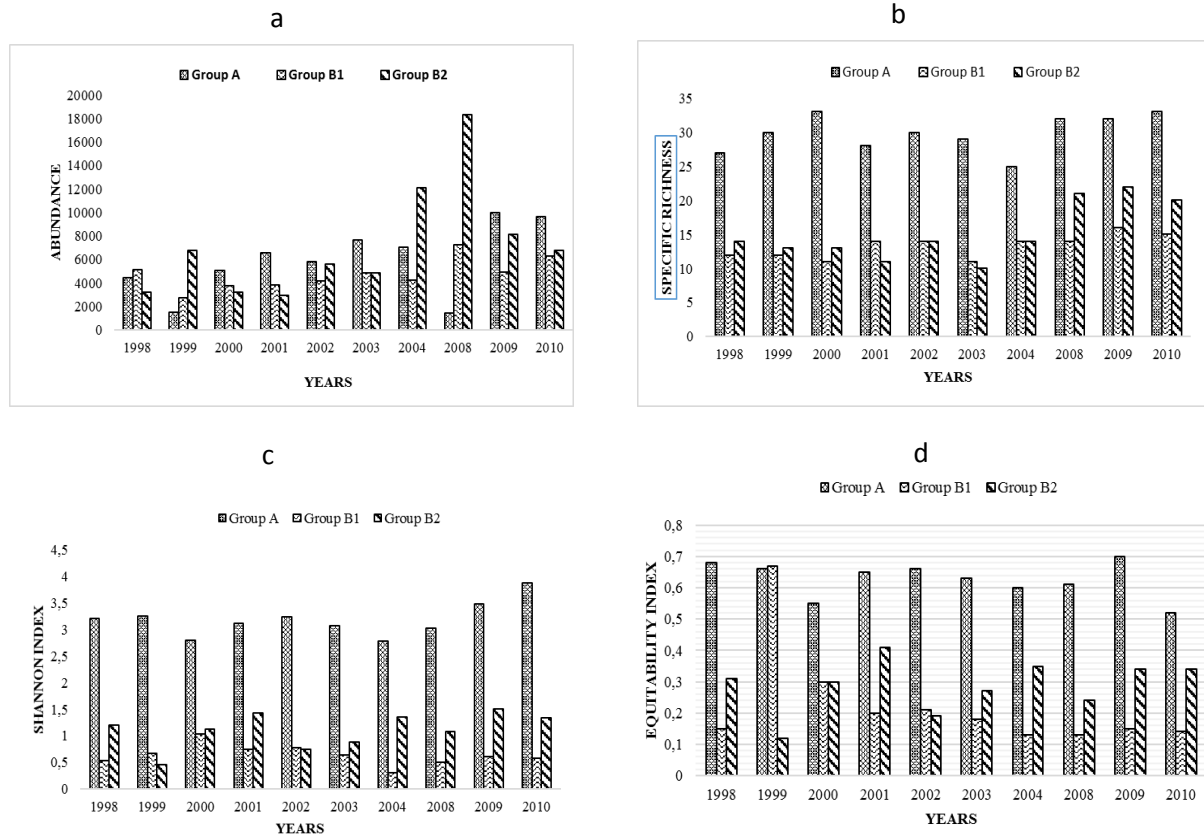 a
Group A Group B1 Group B2
20000
18000
16000
14000
12000
10000
8000
6000
4000
2000
0
ABUNDANCE
1998 1999 2000 2001 2002 2003 2004 2008 2009 2010
YEARS
b
Group A Group B1 Group B2
35
30
25
20
15
10
5
0
SPECIFIC RICHNESS
1998 1999 2000 2001 2002 2003 2004 2008 2009 2010
YEARS
c
Group A Group B1 Group B2
4,5
4
3,5
3
2,5
2
1,5
1
0,5
0
SHANNON INDEX
1998 1999 2000 2001 2002 2003 2004 2008 2009 2010
YEARS
d
Group A Group B1 Group B2
0,8
0,7
0,6
0,5
0,4
0,3
0,2
0,1
0
EQUITABILITY INDEX
1998 1999 2000 2001 2002 2003 2004 2008 2009 2010
YEARS